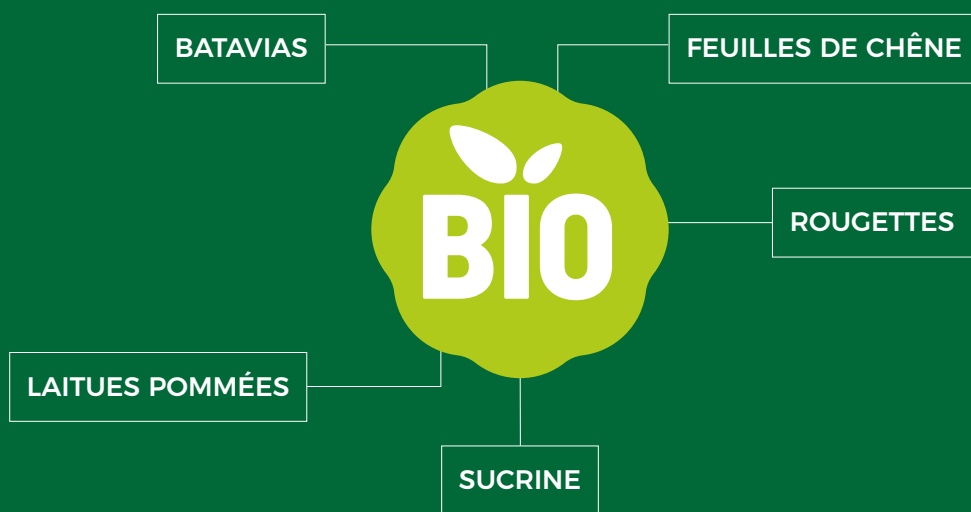 BATAVIAS
FEUILLES DE CHÊNE
BIO
ROUGETTES
LAITUES POMMÉES
SUCRINE